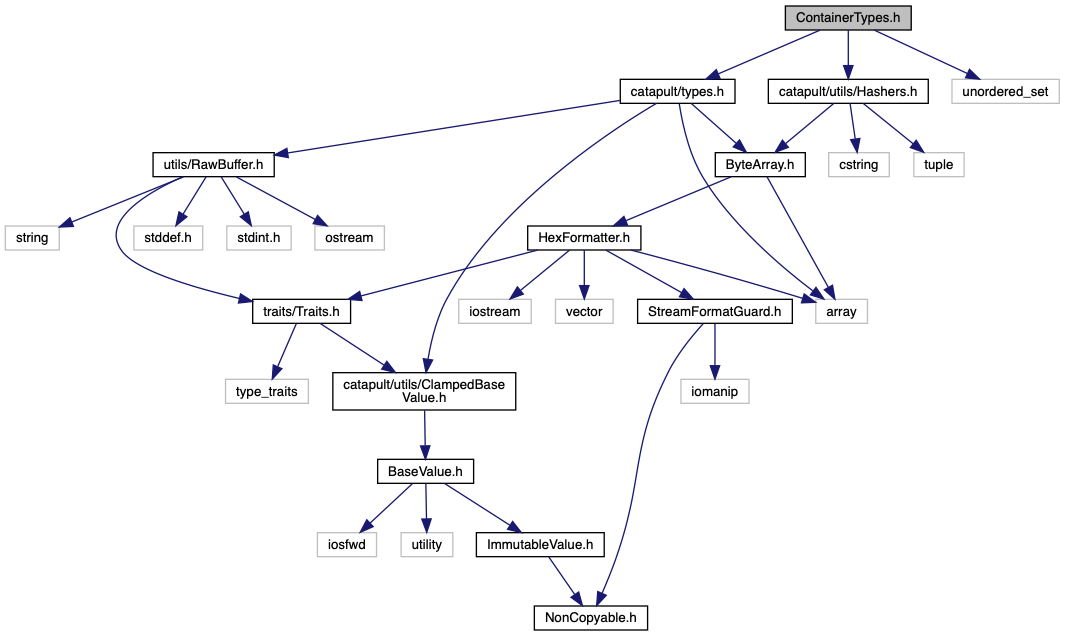 ContainerTypes.h
catapult/types.h
catapult/utils/Hashers.h
unordered_set
utils/RawBuffer.h
ByteArray.h
cstring
tuple
string
stddef.h
stdint.h
ostream
HexFormatter.h
traits/Traits.h
iostream
vector
StreamFormatGuard.h
array
type_traits
catapult/utils/ClampedBase
Value.h
iomanip
BaseValue.h
iosfwd
utility
ImmutableValue.h
NonCopyable.h